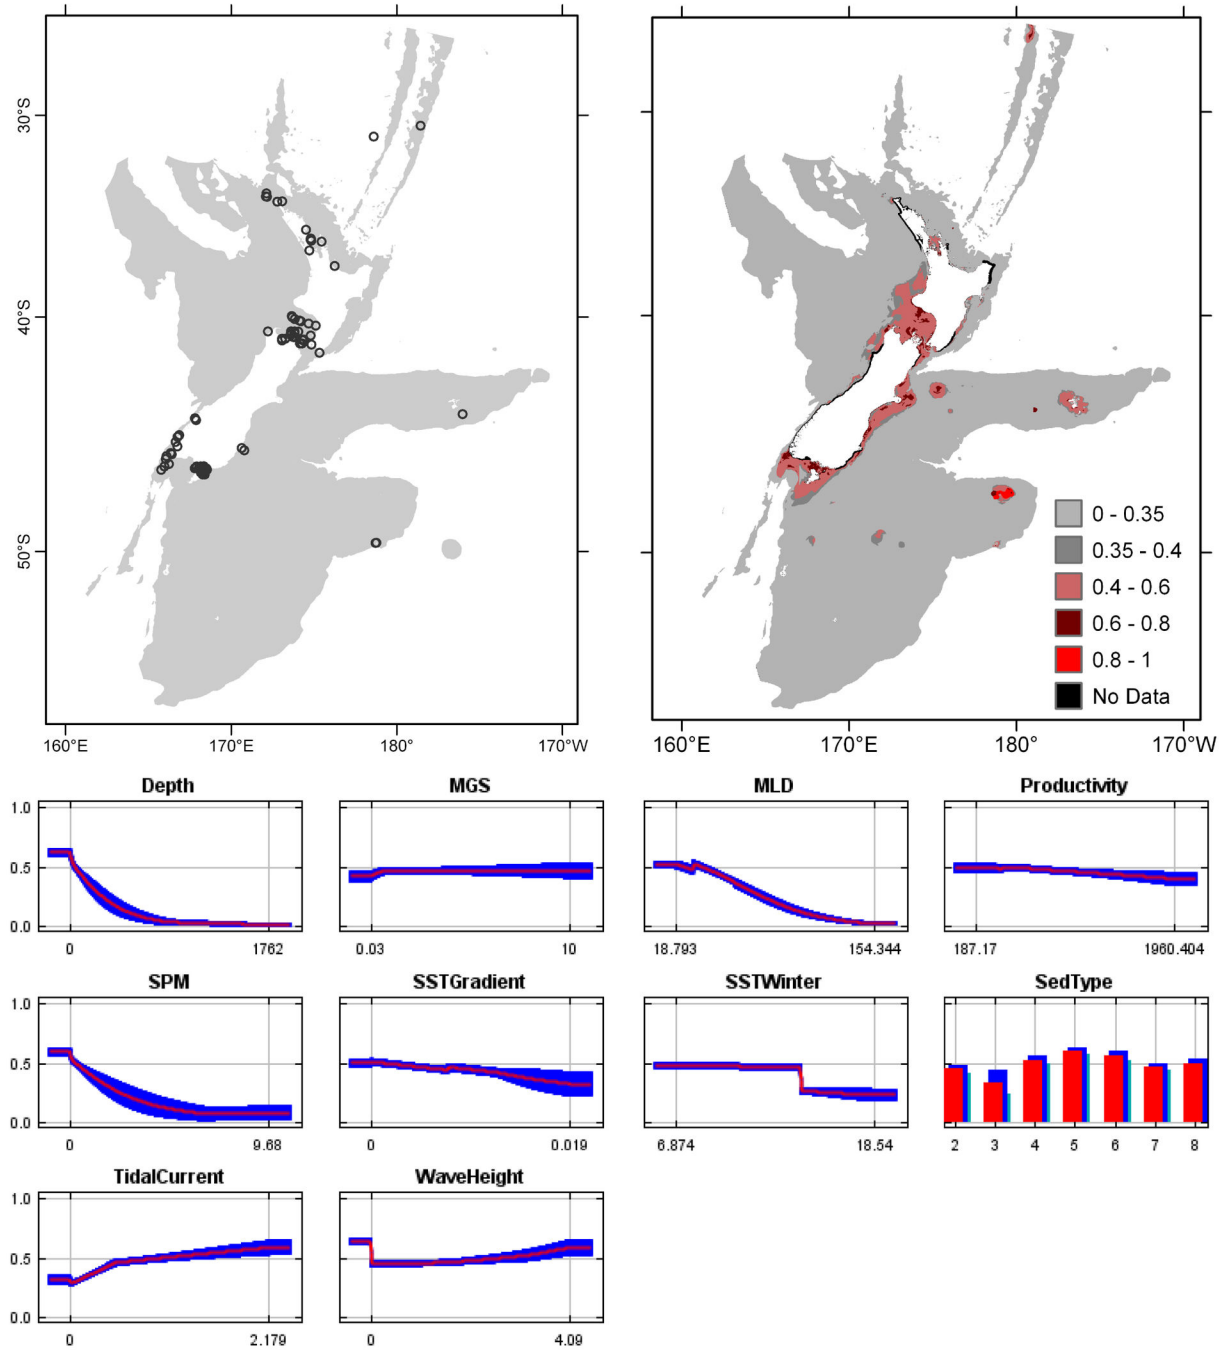 30°S
40°S
50°S
160°E 170°E 180° 170°W
0 - 0.35
0.35 - 0.4
0.4 - 0.6
0.6 - 0.8
0.8 - 1
No Data
160°E 170°E 180° 170°W
Depth MGS MLD Productivity
1.0
0.5
0.0
0 1762 0.03 10 18.793 154.344 187.17 1960.404
SPM SSTGradient SSTWinter SedType
1.0
0.5
0.0
0 9.68 0 0.019 6.874 18.54 2 3 4 5 6 7 8
TidalCurrent WaveHeight
1.0
0.5
0.0
0 2.179 0 4.09